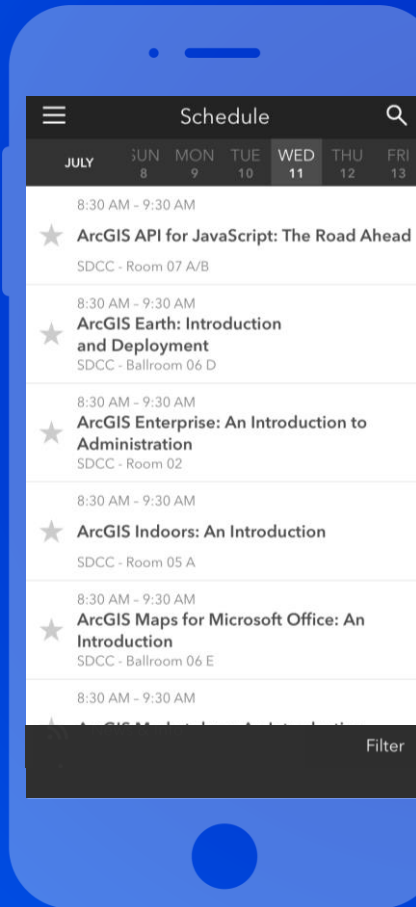 Schedule
JULY SUN MON TUE WED THU FRI
8 9 10 11 12 13
8:30 AM - 9:30 AM
ArcGIS API for JavaScript: The Road Ahead
SDCC - Room 07 A/B
8:30 AM - 9:30 AM
ArcGIS Earth: Introduction
and Deployment
SDCC - Ballroom 06 D
8:30 AM - 9:30 AM
ArcGIS Enterprise: An Introduction to
Administration
SDCC - Room 02
8:30 AM - 9:30 AM
ArcGIS Indoors: An Introduction
SDCC - Room 05 A
8:30 AM - 9:30 AM
ArcGIS Maps for Microsoft Office: An
Introduction
SDCC - Ballroom 06 E
8:30 AM - 9:30 AM
Filter